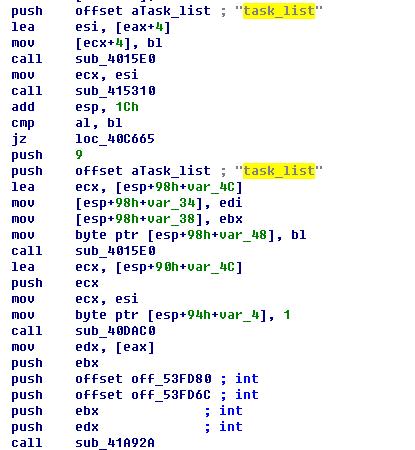 push    offset aTask_list ; "task_list"
lea     esi, [eax+4]
mov     [ecx+4], bl
call    sub_4015E0
mov     ecx, esi
call    sub_415310
add     esp, 1Ch
cmp     al, bl
jz      loc_40C665
push    9
push    offset aTask_list ; "task_list"
lea     ecx, [esp+98h+var_4C]
mov     [esp+98h+var_34], edi
mov     [esp+98h+var_38], ebx
mov     byte ptr [esp+98h+var_48], bl
call    sub_4015E0
lea     ecx, [esp+90h+var_4C]
push    ecx
mov     ecx, esi
mov     byte ptr [esp+94h+var_4], 1
call    sub_40DAC0
mov     edx, [eax]
push    ebx
push    offset off_53FD80 ; int
push    offset off_53FD6C ; int
push    ebx             ; int
push    edx             ; int
call    sub_41A92A